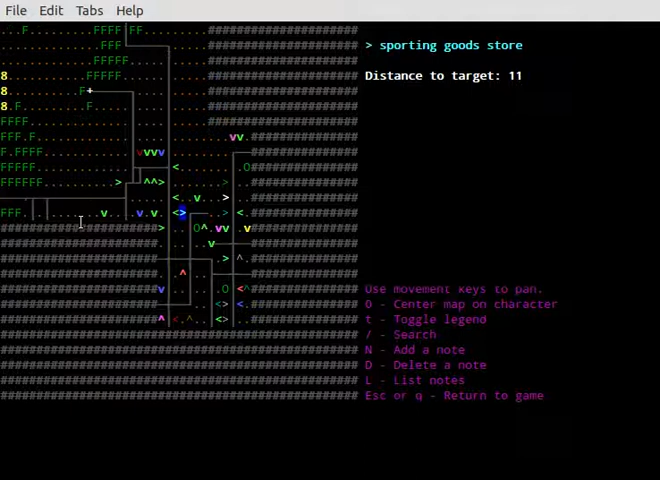 File Edit Tabs Help
> sporting goods store
Distance to target: 11
Use movement keys to pan.
0 - Center map on character
t - Toggle legend
/ - Search
N - Add a note
D - Delete a note
L - List notes
Esc or q - Return to game